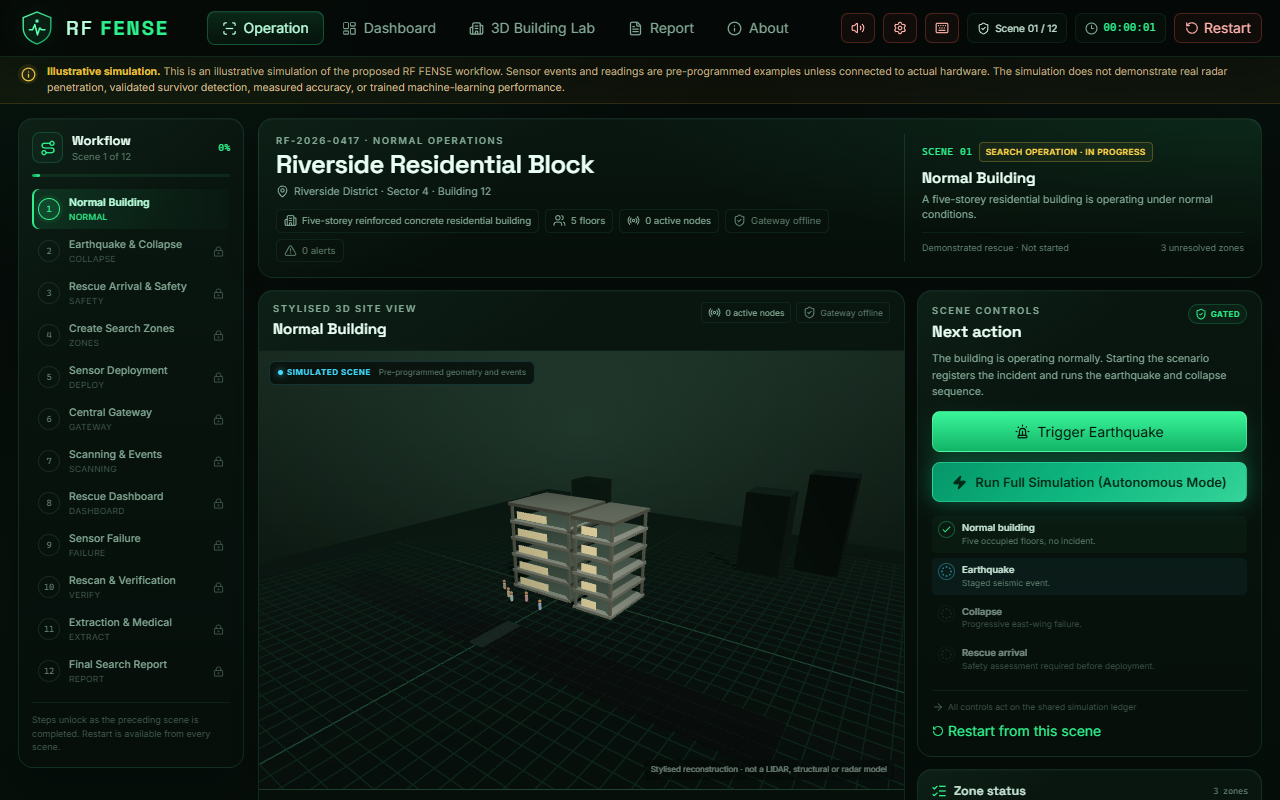 RF FENSE
Operation
Dashboard
3D Building Lab
Report
About
Scene 01 / 12
00:00:01
Restart
Illustrative simulation. This is an illustrative simulation of the proposed RF FENSE workflow. Sensor events and readings are pre-programmed examples unless connected to actual hardware. The simulation does not demonstrate real radar
penetration, validated survivor detection, measured accuracy, or trained machine-learning performance.
Workflow
Scene 1 of 12
0%
1
Normal Building
NORMAL
2
Earthquake & Collapse
COLLAPSE
3
Rescue Arrival & Safety
SAFETY
4
Create Search Zones
ZONES
5
Sensor Deployment
DEPLOY
6
Central Gateway
GATEWAY
7
Scanning & Events
SCANNING
8
Rescue Dashboard
DASHBOARD
9
Sensor Failure
FAILURE
10
Rescan & Verification
VERIFY
11
Extraction & Medical
EXTRACT
12
Final Search Report
REPORT
Steps unlock as the preceding scene is
completed. Restart is available from every
scene.
RF-2026-0417 · NORMAL OPERATIONS
Riverside Residential Block
Riverside District · Sector 4 · Building 12
Five-storey reinforced concrete residential building
5 floors
0 active nodes
Gateway offline
0 alerts
SCENE 01
SEARCH OPERATION · IN PROGRESS
Normal Building
A five-storey residential building is operating under normal
conditions.
Demonstrated rescue · Not started
3 unresolved zones
STYLISED 3D SITE VIEW
Normal Building
0 active nodes
Gateway offline
SIMULATED SCENE
Pre-programmed geometry and events
Stylised reconstruction - not a LIDAR, structural or radar model
SCENE CONTROLS
Next action
GATED
The building is operating normally. Starting the scenario
registers the incident and runs the earthquake and collapse
sequence.
Trigger Earthquake
Run Full Simulation (Autonomous Mode)
Normal building
Five occupied floors, no incident.
Earthquake
Staged seismic event.
Collapse
Progressive east-wing failure.
Rescue arrival
Safety assessment required before deployment.
All controls act on the shared simulation ledger
Restart from this scene
Zone status
3 zones